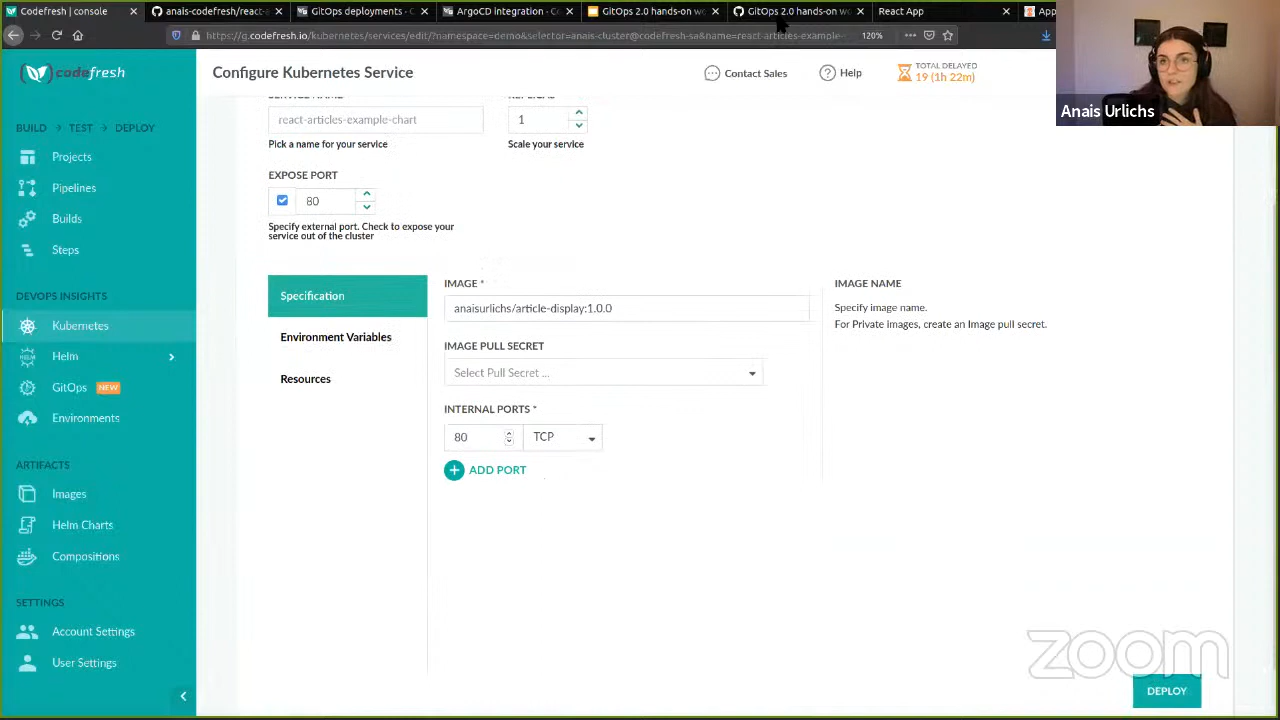 Codefresh | console
anais-codefresh/react-a
GitOps deployments - C
ArgoCD integration - C
GitOps 2.0 hands-on w
GitOps 2.0 hands-on wo
React App
App
https://g.codefresh.io/kubernetes/services/edit/?namespace=demo&selector=anais-cluster@codefresh-sa&name=react-articles-example-
120%
codefresh
Configure Kubernetes Service
Contact Sales
Help
TOTAL DELAYED
19 (1h 22m)
Anais Urlichs
BUILD → TEST → DEPLOY
Projects
Pipelines
Builds
Steps
DEVOPS INSIGHTS
Kubernetes
HELM
Helm
GitOps NEW
Environments
ARTIFACTS
Images
Helm Charts
Compositions
SETTINGS
Account Settings
User Settings
SERVICE NAME
REPLICAS
react-articles-example-chart
1
Pick a name for your service
Scale your service
EXPOSE PORT
80
Specify external port. Check to expose your
service out of the cluster
Specification
Environment Variables
Resources
IMAGE *
anaisurlichs/article-display:1.0.0
IMAGE PULL SECRET
Select Pull Secret ...
INTERNAL PORTS *
80
TCP
ADD PORT
IMAGE NAME
Specify image name.
For Private images, create an Image pull secret.
zoom
DEPLOY